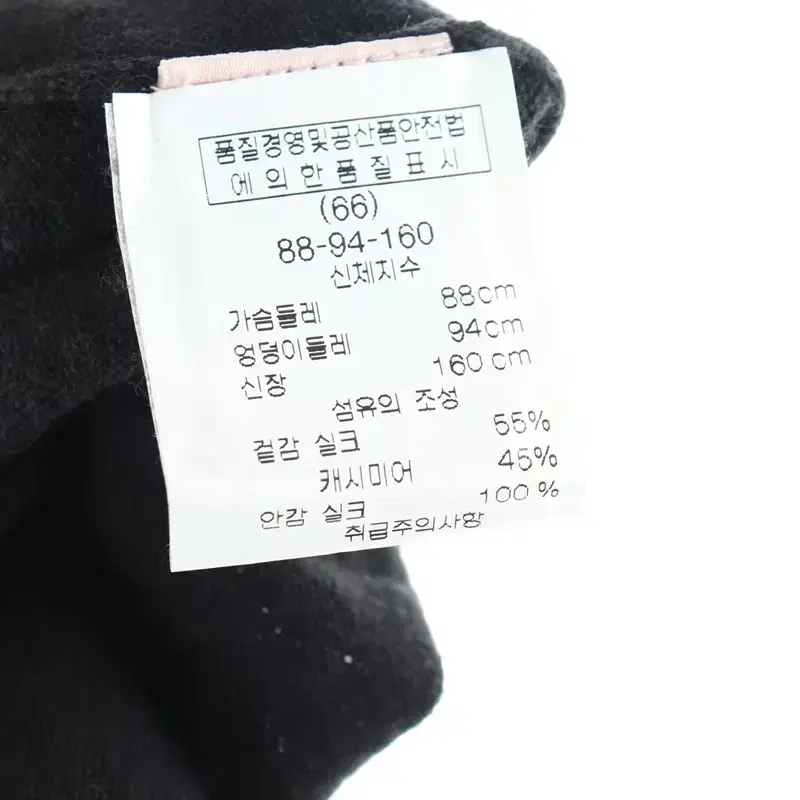 품질경영및공산품안전법
에 의 한 품 질 표 시
(66)
88-94-160
신체지수
가슴둘레 88cm
엉덩이둘레 94cm
신장 160 cm
섬유의 조성
겉감 실크 55%
캐시미어 45%
안감 실크 100 %
취급주의사항